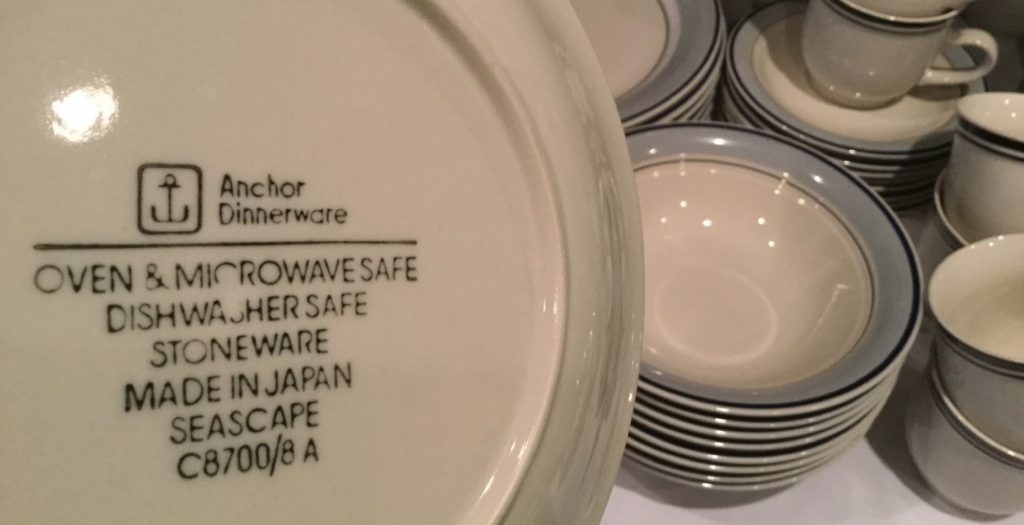 Anchor
Dinnerware
OVEN & MICROWAVE SAFE
DISHWASHER SAFE
STONEWARE
MADE IN JAPAN
SEASCAPE
C8700/8 A